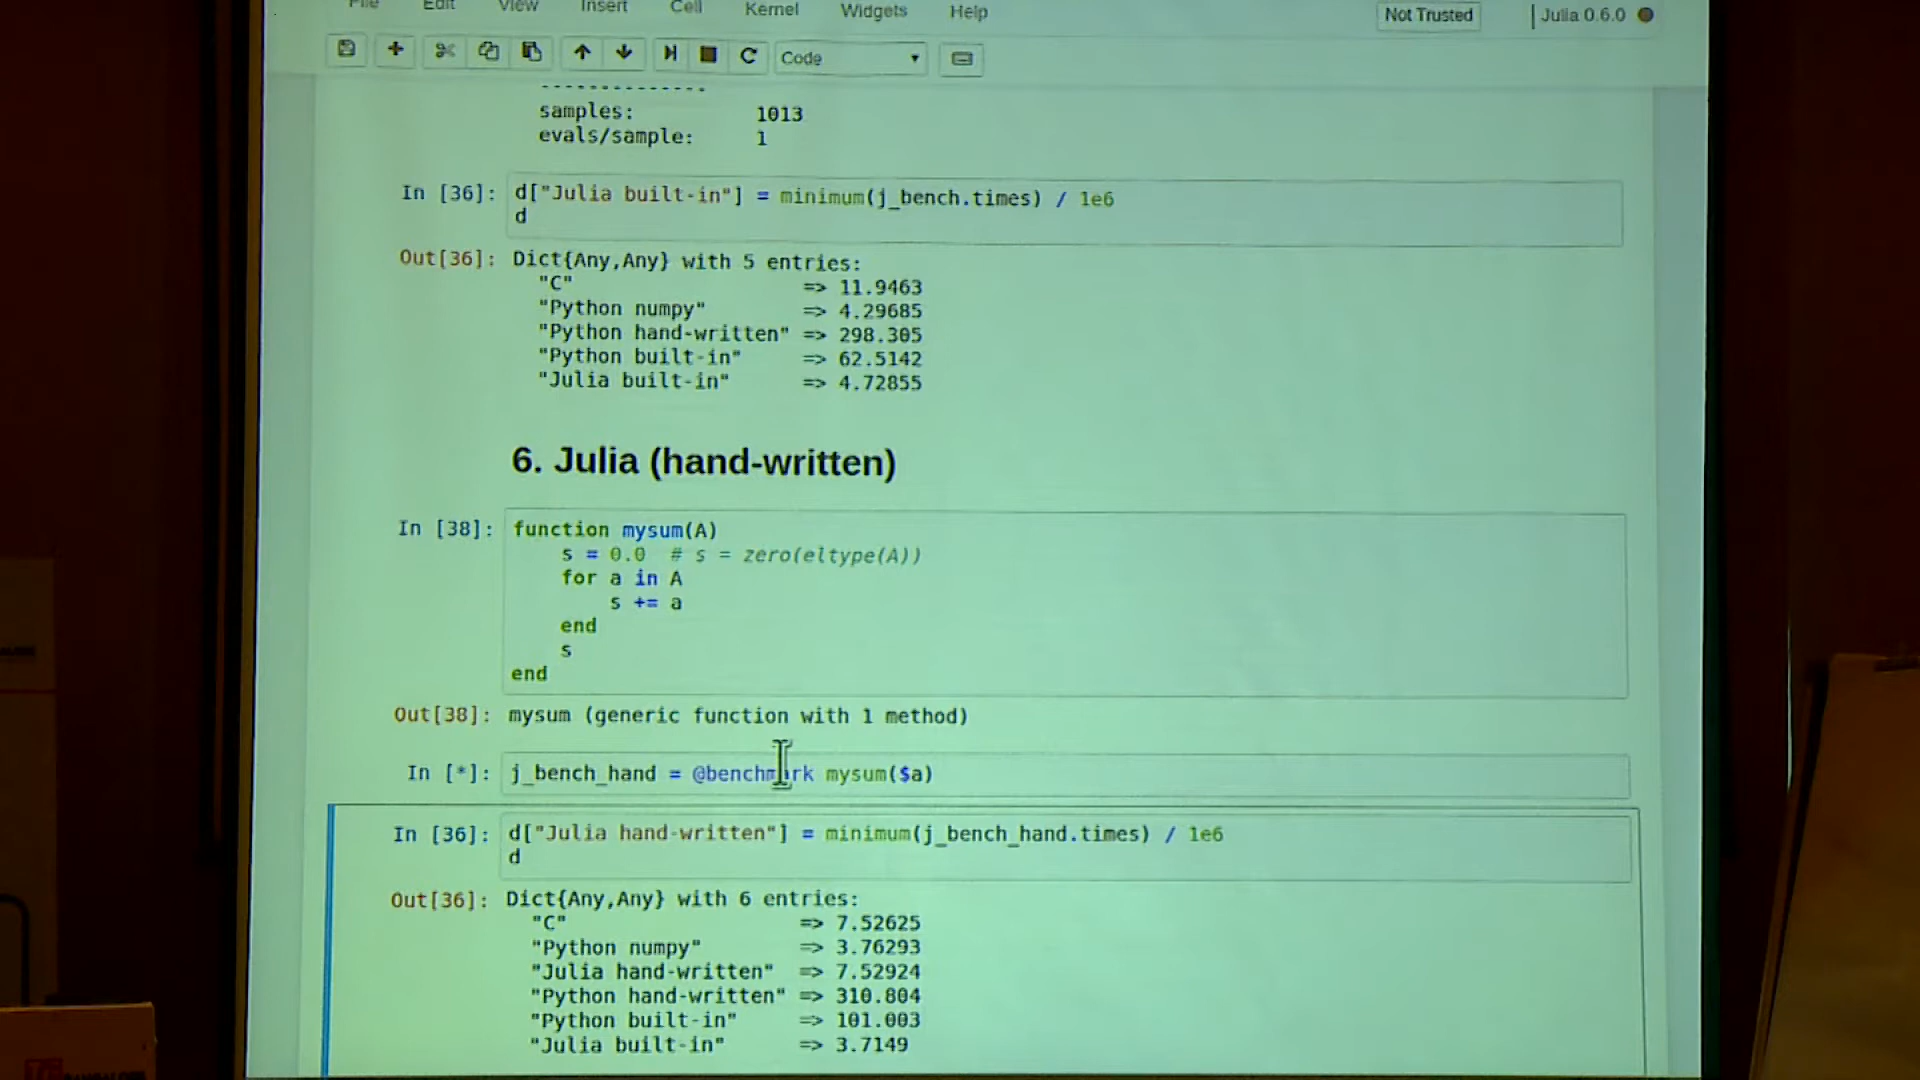 File Edit View Insert Cell Kernel Widgets Help Not Trusted Julia 0.6.0
Code
samples: 1013
evals/sample: 1
In [36]: d["Julia built-in"] = minimum(j_bench.times) / 1e6
d
Out[36]: Dict{Any,Any} with 5 entries:
"C" => 11.9463
"Python numpy" => 4.29685
"Python hand-written" => 298.305
"Python built-in" => 62.5142
"Julia built-in" => 4.72855
6. Julia (hand-written)
In [38]: function mysum(A)
s = 0.0 # s = zero(eltype(A))
for a in A
s += a
end
s
end
Out[38]: mysum (generic function with 1 method)
In [*]: j_bench_hand = @benchmark mysum($a)
In [36]: d["Julia hand-written"] = minimum(j_bench_hand.times) / 1e6
d
Out[36]: Dict{Any,Any} with 6 entries:
"C" => 7.52625
"Python numpy" => 3.76293
"Julia hand-written" => 7.52924
"Python hand-written" => 310.804
"Python built-in" => 101.003
"Julia built-in" => 3.7149